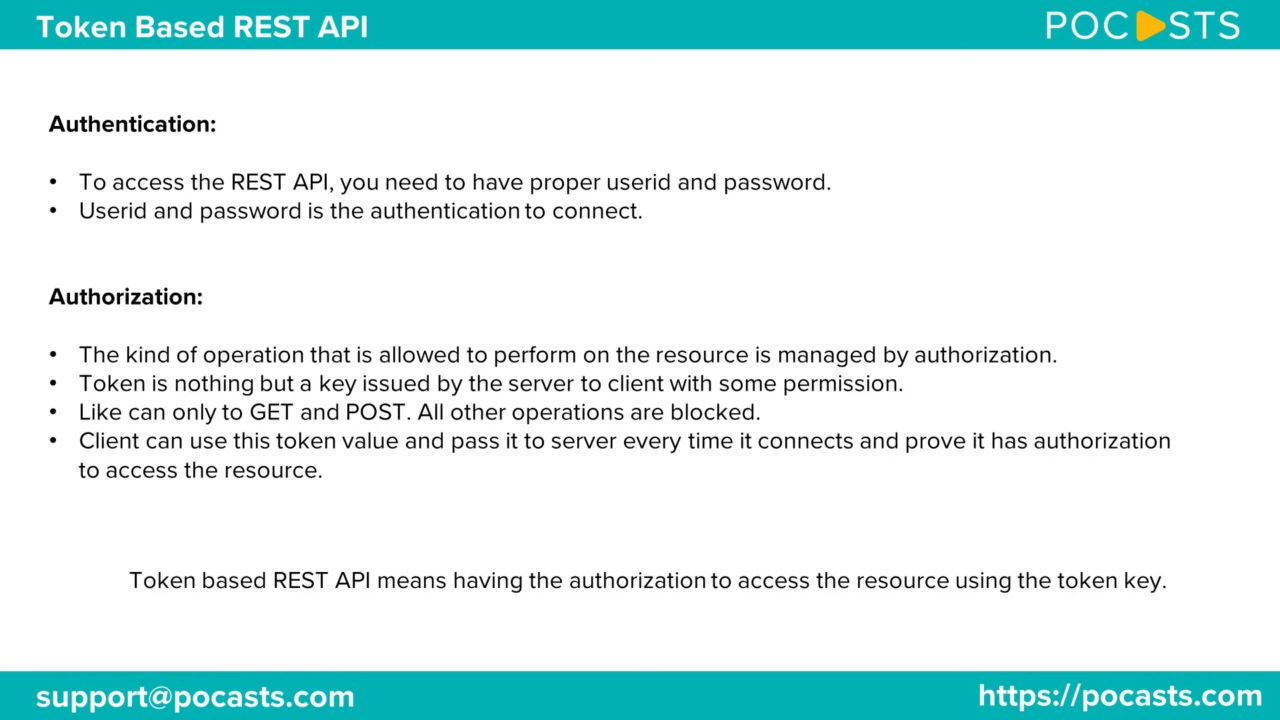 Token Based REST API
POCASTS
Authentication:
• To access the REST API, you need to have proper userid and password.
• Userid and password is the authentication to connect.
Authorization:
• The kind of operation that is allowed to perform on the resource is managed by authorization.
• Token is nothing but a key issued by the server to client with some permission.
• Like can only to GET and POST. All other operations are blocked.
• Client can use this token value and pass it to server every time it connects and prove it has authorization
to access the resource.
Token based REST API means having the authorization to access the resource using the token key.
support@pocasts.com
https://pocasts.com